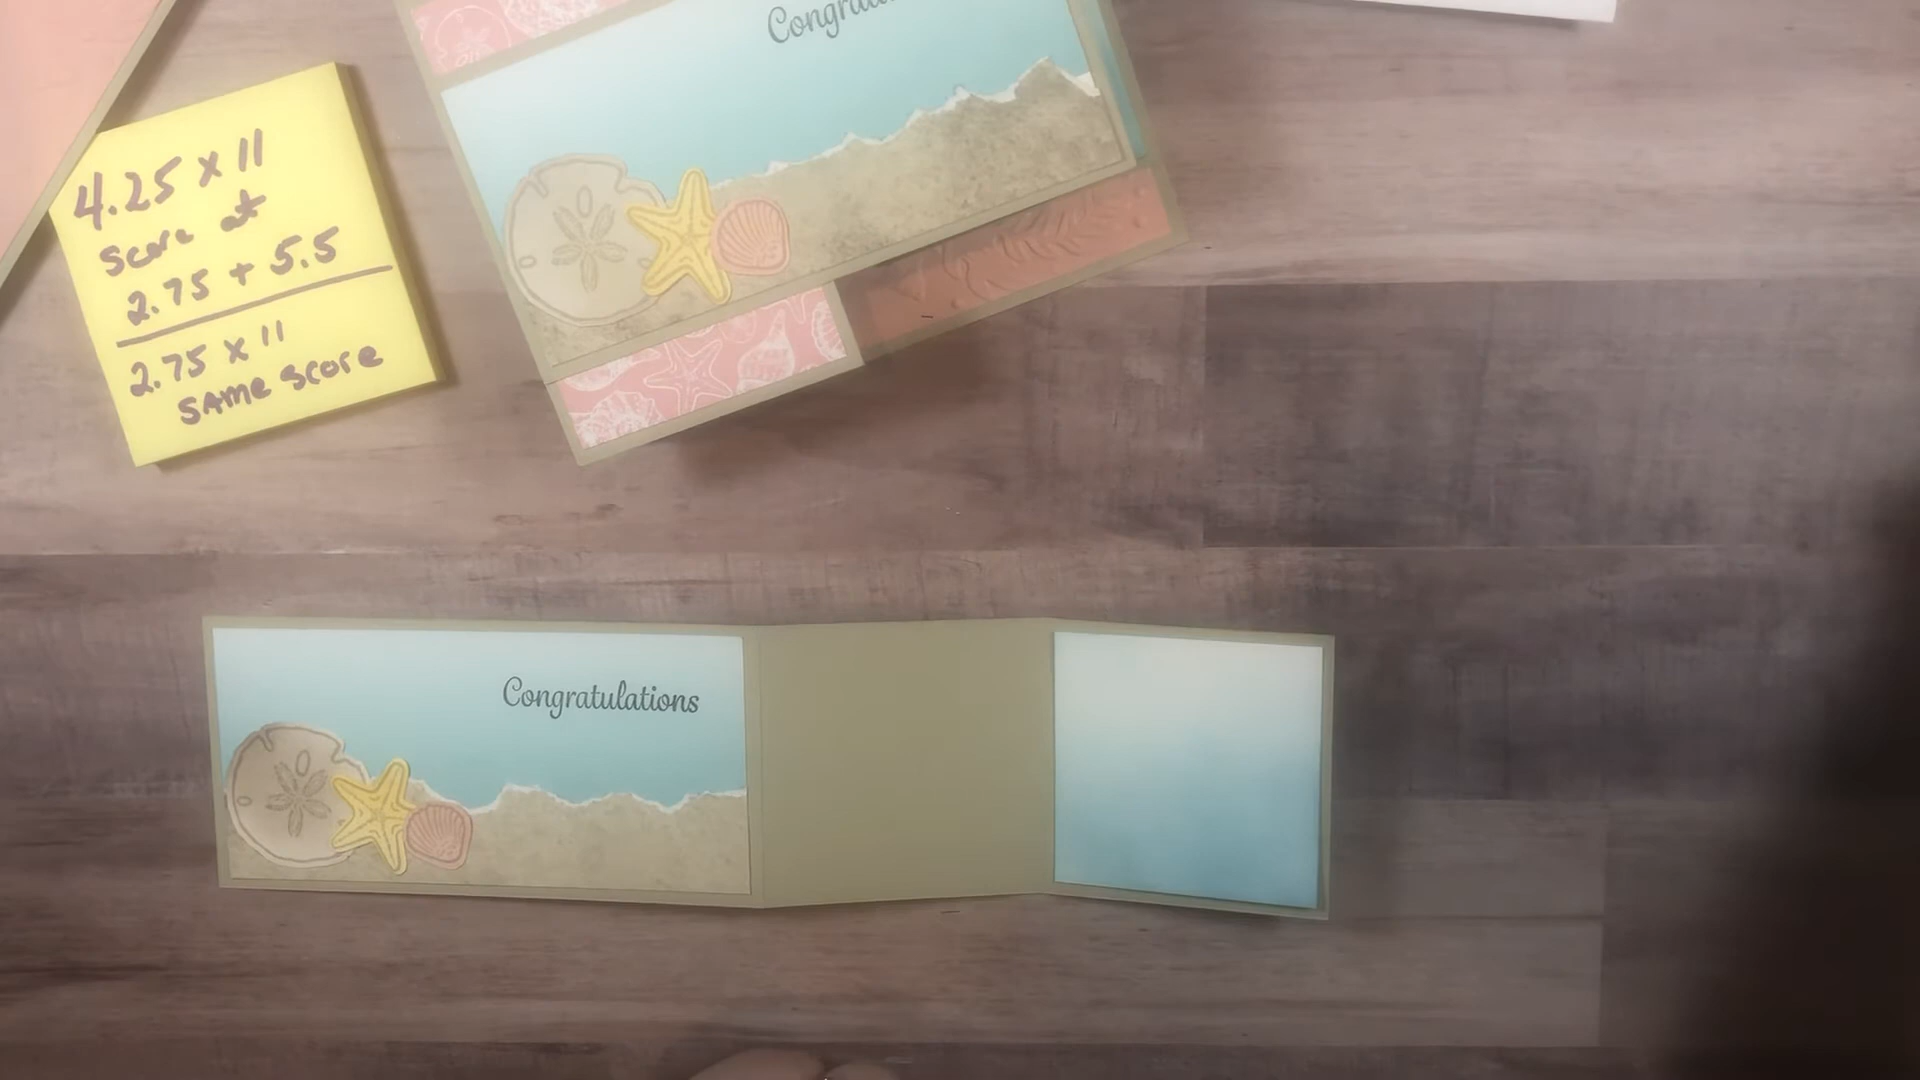 4.25 x 11
Score at
2.75 + 5.5
2.75 x 11
SAME Score
Congratulations